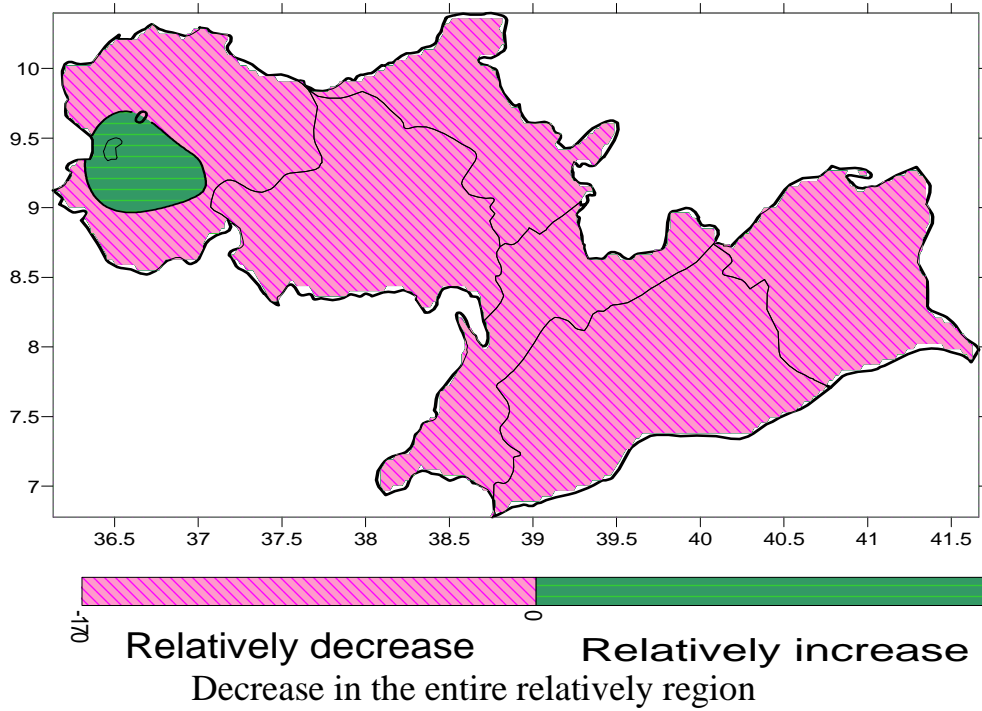 10
9.5
9
8.5
8
7.5
7
36.5 37 37.5 38 38.5 39 39.5 40 40.5 41 41.5
-170 0
Relatively decrease Relatively increase
Decrease in the entire relatively region